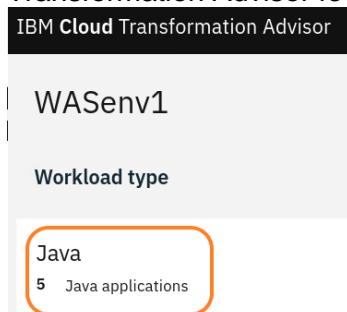 IBM Cloud Transformation Advisor
WASenv1
Workload type
Java
5 Java applications